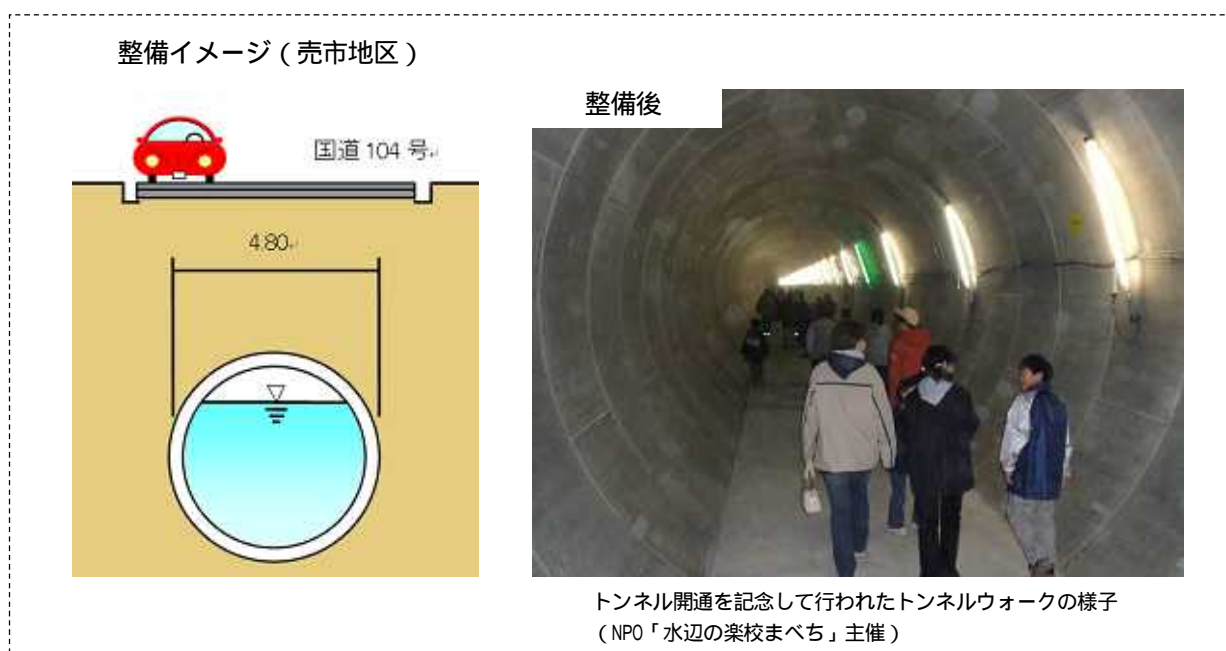 整備イメージ(売市地区)
国道104号
4.80
整備後
トンネル開通を記念して行われたトンネルウォークの様子
(NPO「水辺の楽校まべち」主催)